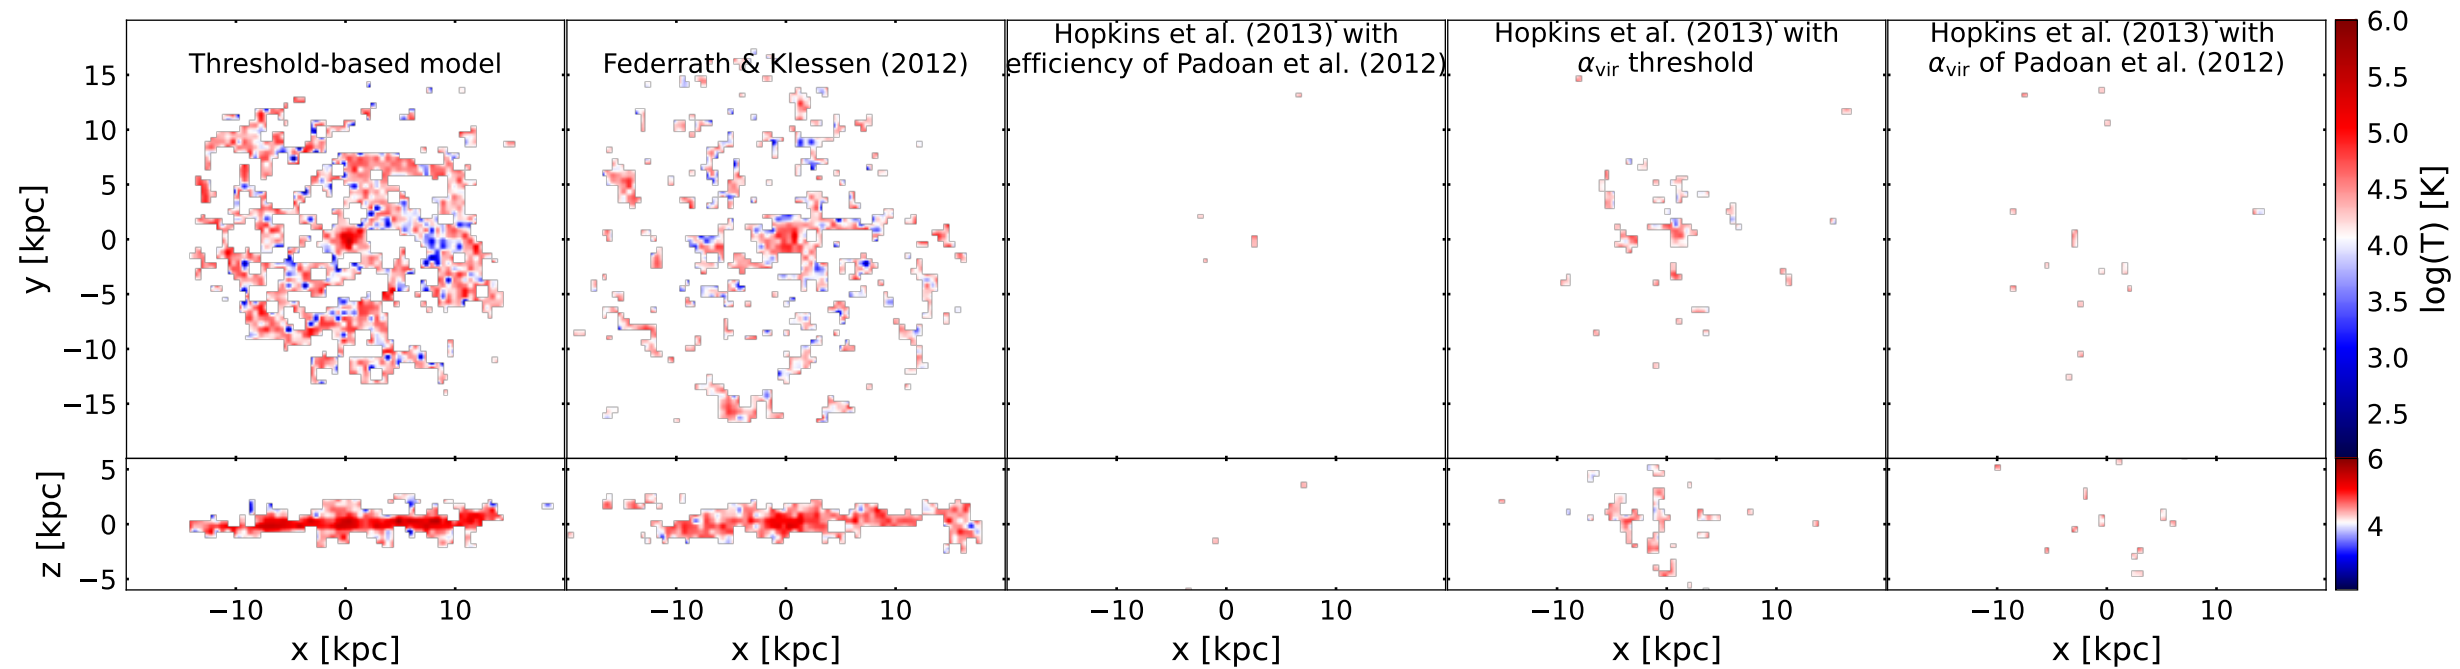 Threshold-based model
Federrath & Klessen (2012)
Hopkins et al. (2013) with
efficiency of Padoan et al. (2012)
Hopkins et al. (2013) with
α_vir threshold
Hopkins et al. (2013) with
α_vir of Padoan et al. (2012)
y [kpc]
15
10
5
0
−5
−10
−15
z [kpc]
5
0
−5
−10 0 10
−10 0 10
−10 0 10
−10 0 10
−10 0 10
x [kpc]
x [kpc]
x [kpc]
x [kpc]
x [kpc]
6.0
5.5
5.0
4.5
4.0
3.5
3.0
2.5
6
4
log(T) [K]